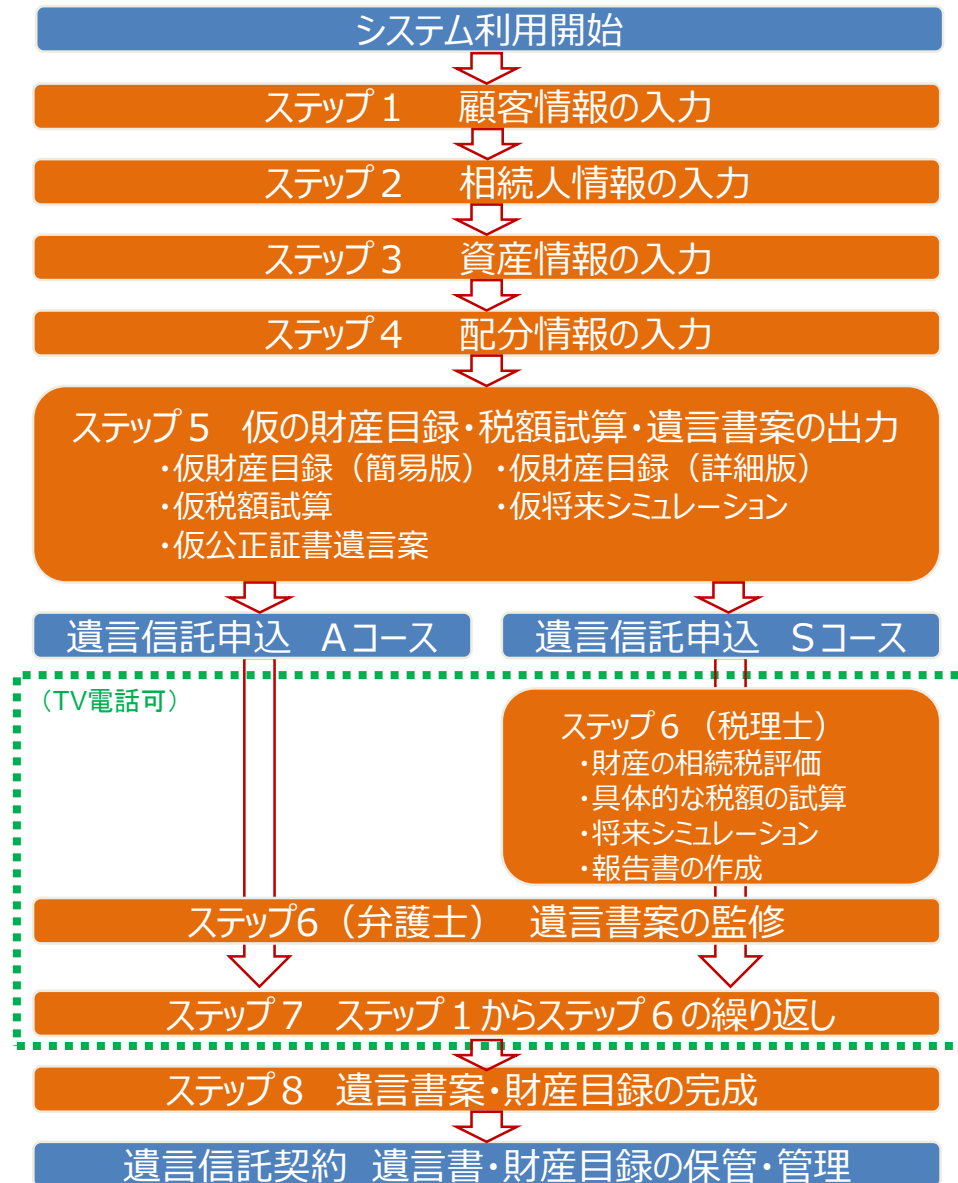 システム利用開始
ステップ１　顧客情報の入力
ステップ２　相続人情報の入力
ステップ３　資産情報の入力
ステップ４　配分情報の入力
ステップ５　仮の財産目録・税額試算・遺言書案の出力
・仮財産目録（簡易版）・仮財産目録（詳細版）
・仮税額試算　・仮将来シミュレーション
・仮公正証書遺言案
遺言信託申込　Ａコース
遺言信託申込　Ｓコース
（TV電話可）
ステップ６（税理士）
・財産の相続税評価
・具体的な税額の試算
・将来シミュレーション
・報告書の作成
ステップ6（弁護士）　遺言書案の監修
ステップ７　ステップ１からステップ６の繰り返し
ステップ８　遺言書案・財産目録の完成
遺言信託契約　遺言書・財産目録の保管・管理